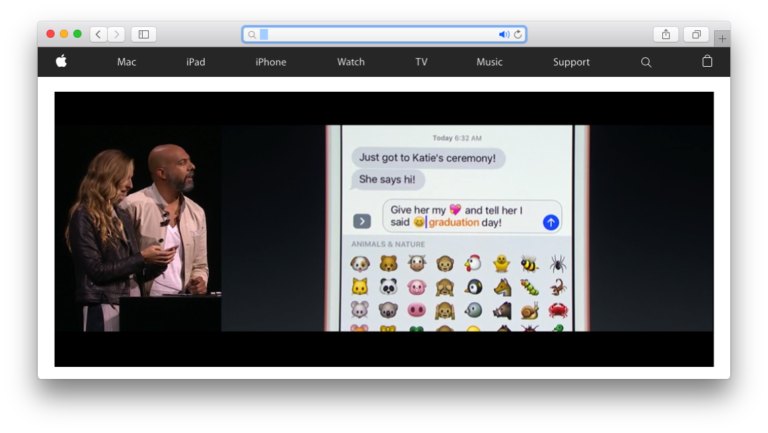 Mac iPad iPhone Watch TV Music Support
Today 6:32 AM
Just got to Katie's ceremony!
She says hi!
Give her my 💖 and tell her I
said 😄 graduation day!
ANIMALS & NATURE